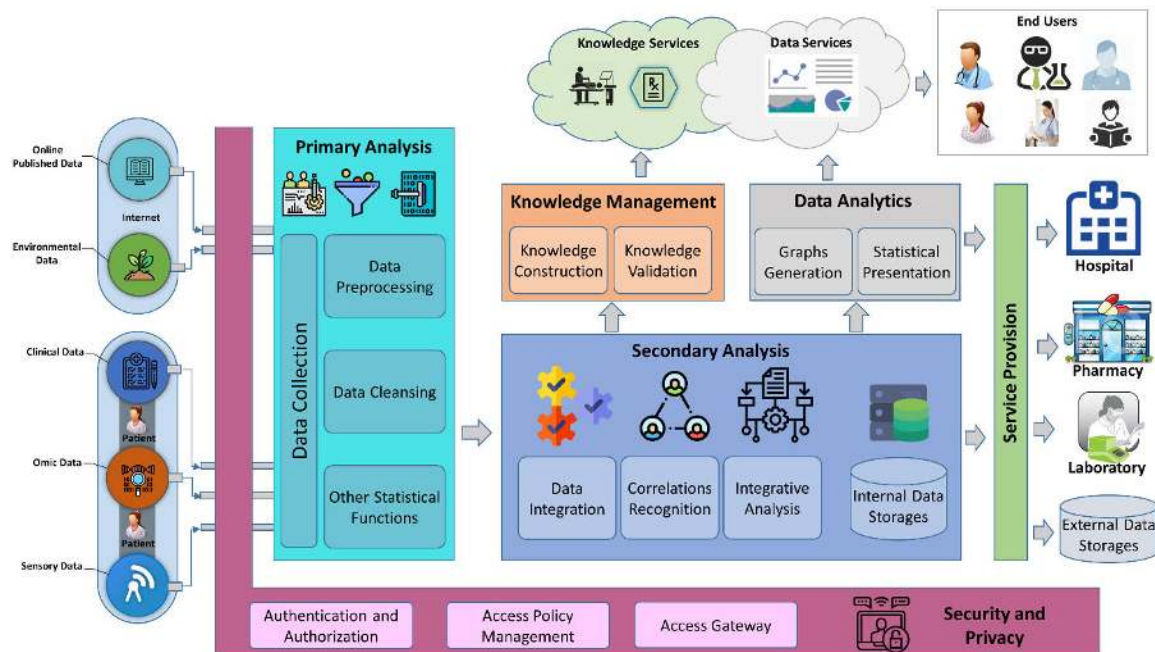 Knowledge Services
Data Services
End Users
Online
Published Data
Internet
Environmental
Data
Clinical Data
Patient
Omic Data
Patient
Sensory Data
Primary Analysis
Data Collection
Data
Preprocessing
Data Cleansing
Other Statistical
Functions
Knowledge Management
Knowledge
Construction
Knowledge
Validation
Data Analytics
Graphs
Generation
Statistical
Presentation
Secondary Analysis
Data
Integration
Correlations
Recognition
Integrative
Analysis
Internal Data
Storages
Service Provision
Hospital
Pharmacy
Laboratory
External Data
Storages
Authentication and
Authorization
Access Policy
Management
Access Gateway
Security and
Privacy